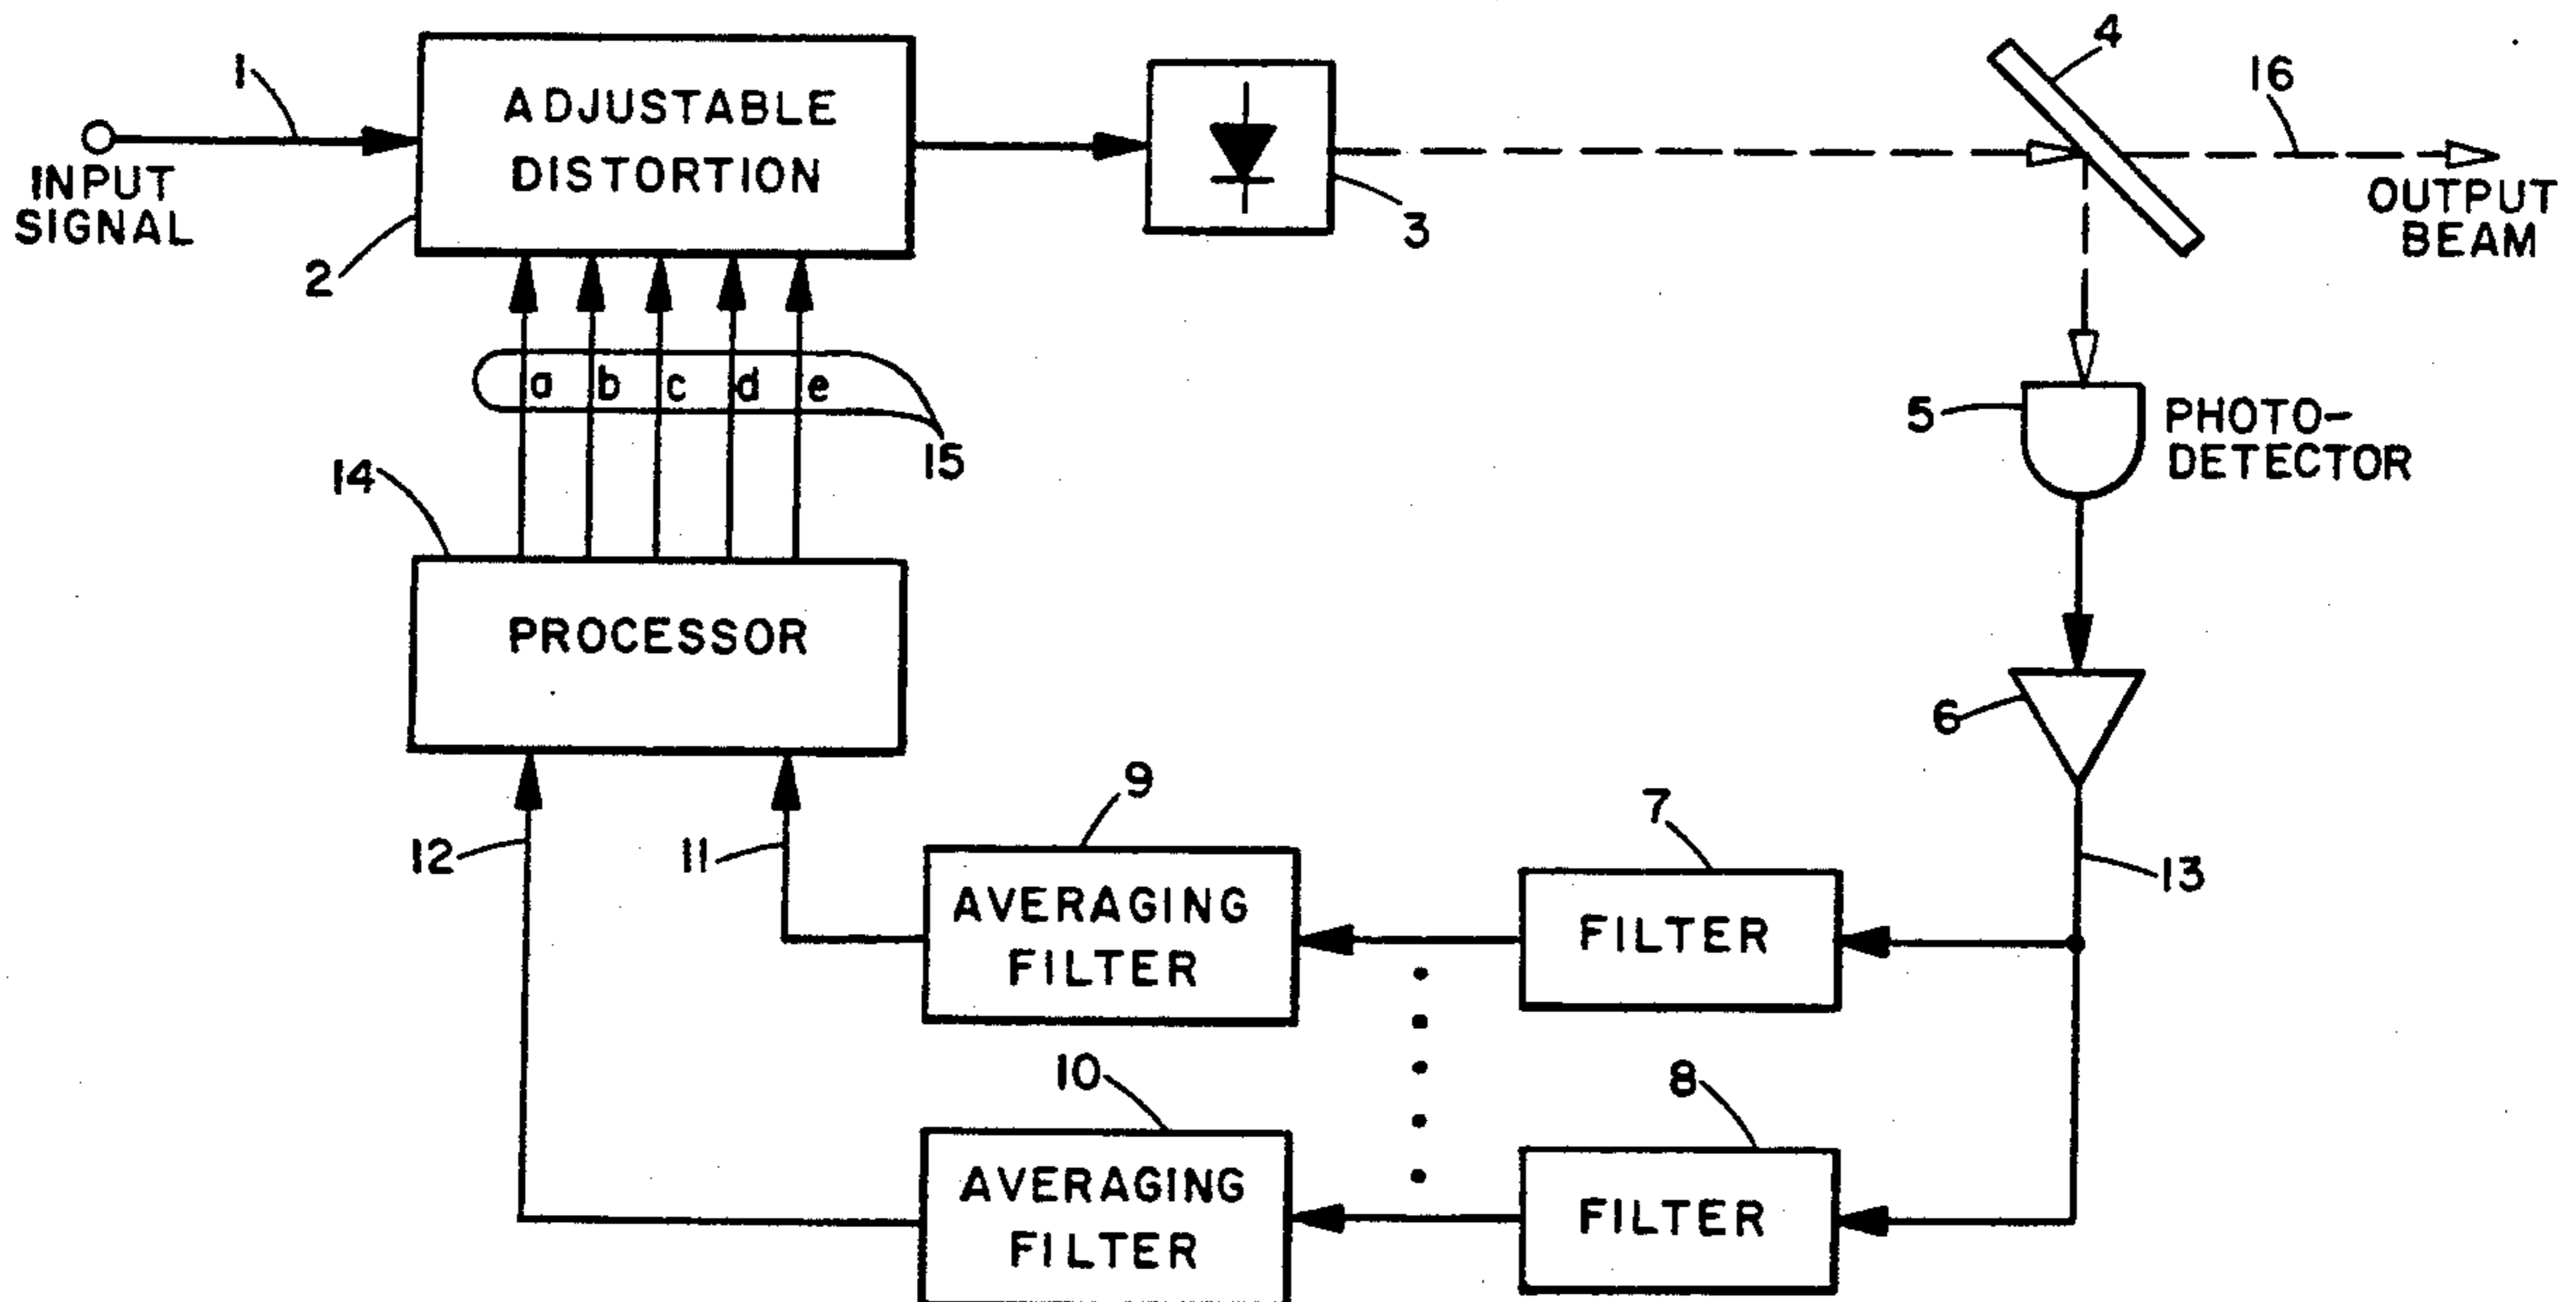 1
INPUT
SIGNAL
ADJUSTABLE
DISTORTION
2
3
4
16
OUTPUT
BEAM
a b c d e
15
5
PHOTO-
DETECTOR
14
PROCESSOR
6
12
11
9
AVERAGING
FILTER
7
FILTER
13
10
AVERAGING
FILTER
8
FILTER